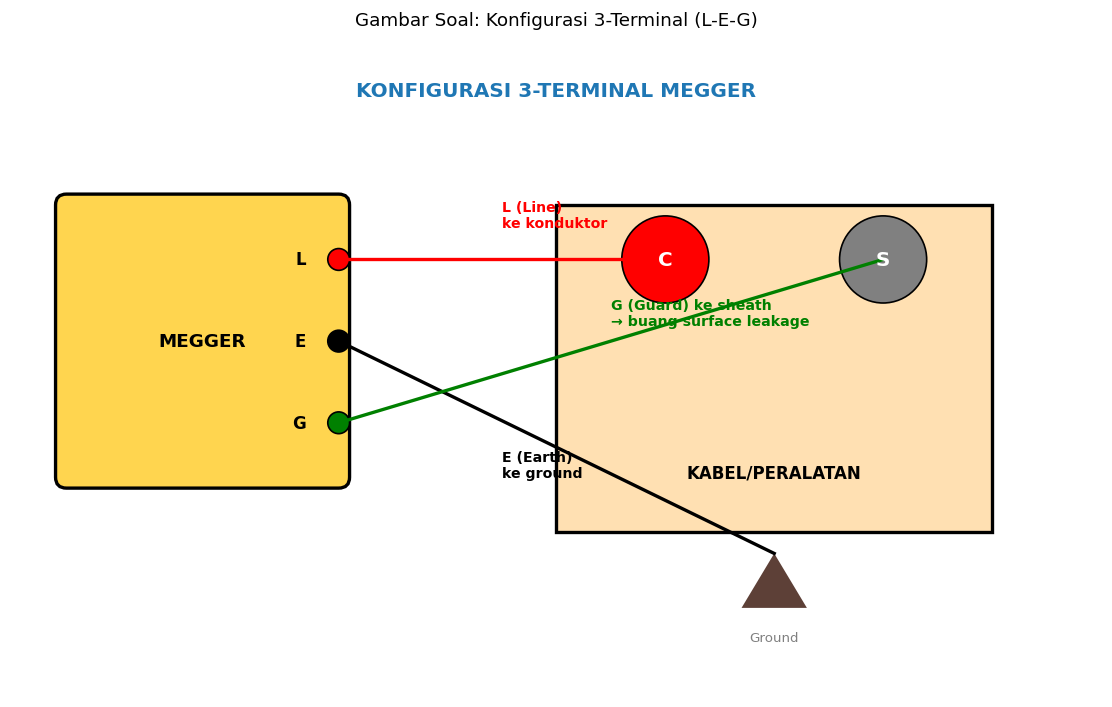 Gambar Soal: Konfigurasi 3-Terminal (L-E-G)
KONFIGURASI 3-TERMINAL MEGGER
L (Line)
ke konduktor
L
C
S
G (Guard) ke sheath
→ buang surface leakage
MEGGER
E
G
E (Earth)
ke ground
KABEL/PERALATAN
Ground